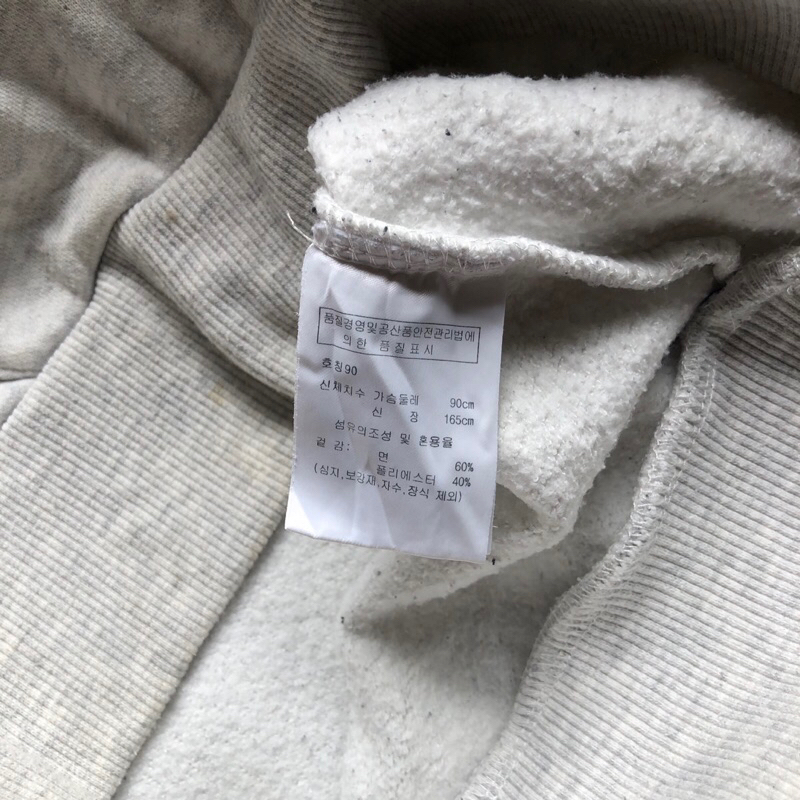 품질경영및공산품안전관리법에
의한 품질표시
호칭90
신체치수 가슴둘레 90cm
신 장 165cm
섬유의조성 및 혼용율
겉감: 면 60%
폴리에스터 40%
(심지,보강재,자수,장식 제외)